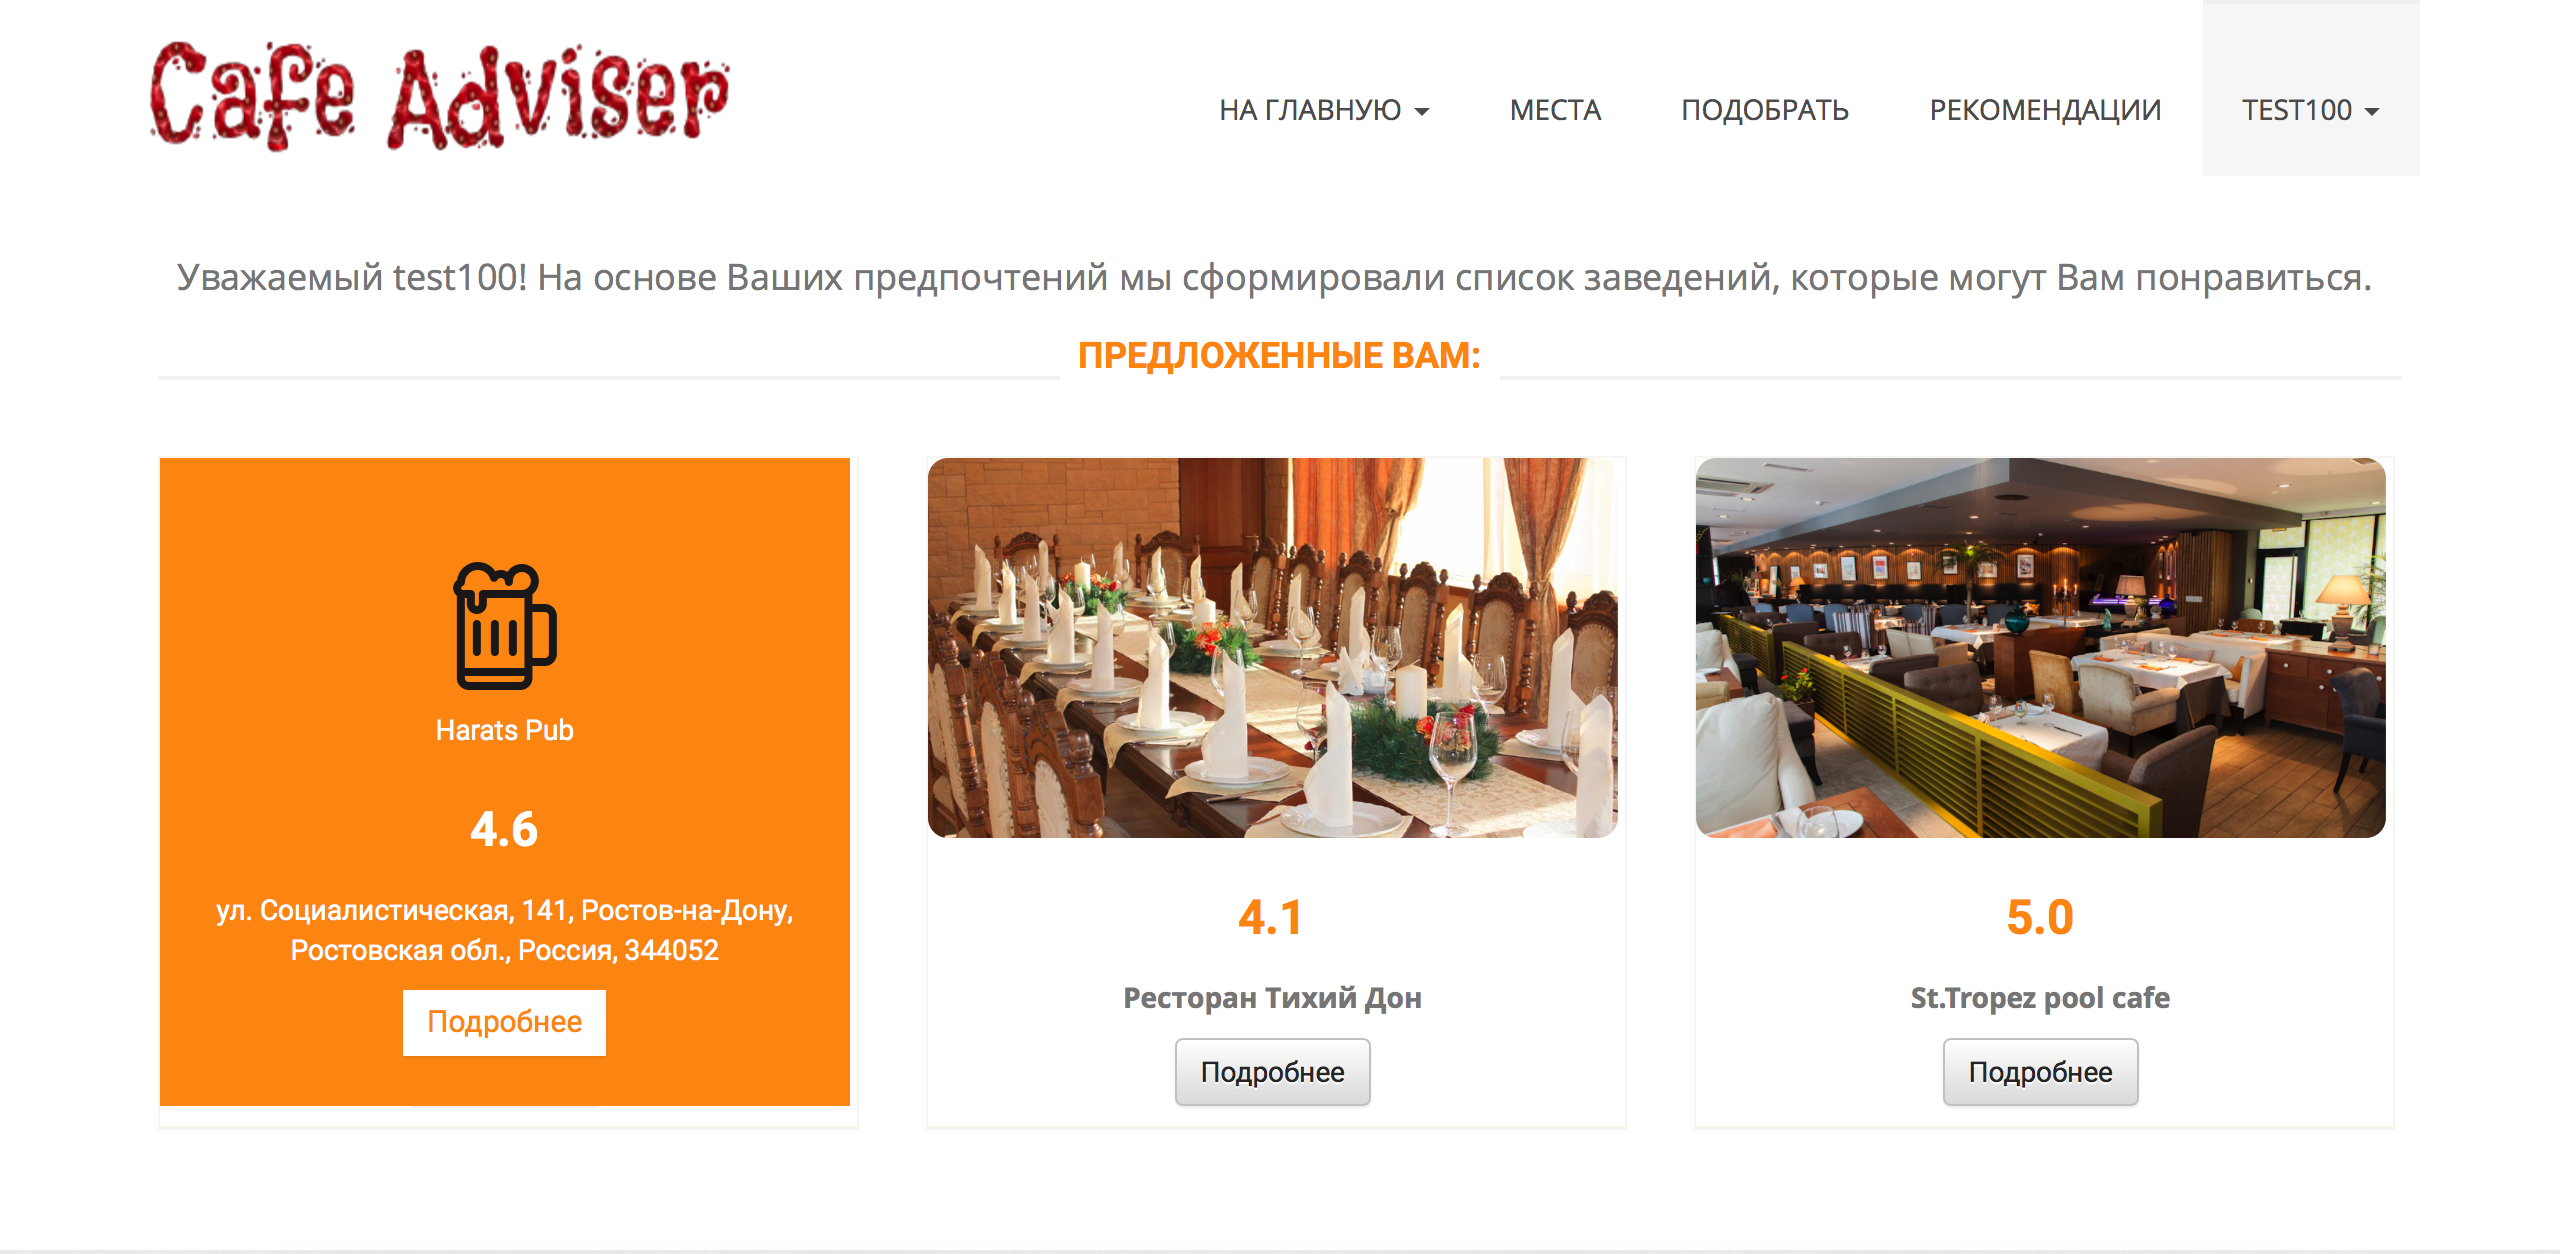 Cafe Adviser
НА ГЛАВНУЮ
МЕСТА
ПОДОБРАТЬ
РЕКОМЕНДАЦИИ
TEST100
Уважаемый test100! На основе Ваших предпочтений мы сформировали список заведений, которые могут Вам понравиться.
ПРЕДЛОЖЕННЫЕ ВАМ:
Harats Pub
4.6
ул. Социалистическая, 141, Ростов-на-Дону,
Ростовская обл., Россия, 344052
Подробнее
4.1
Ресторан Тихий Дон
Подробнее
5.0
St.Tropez pool cafe
Подробнее